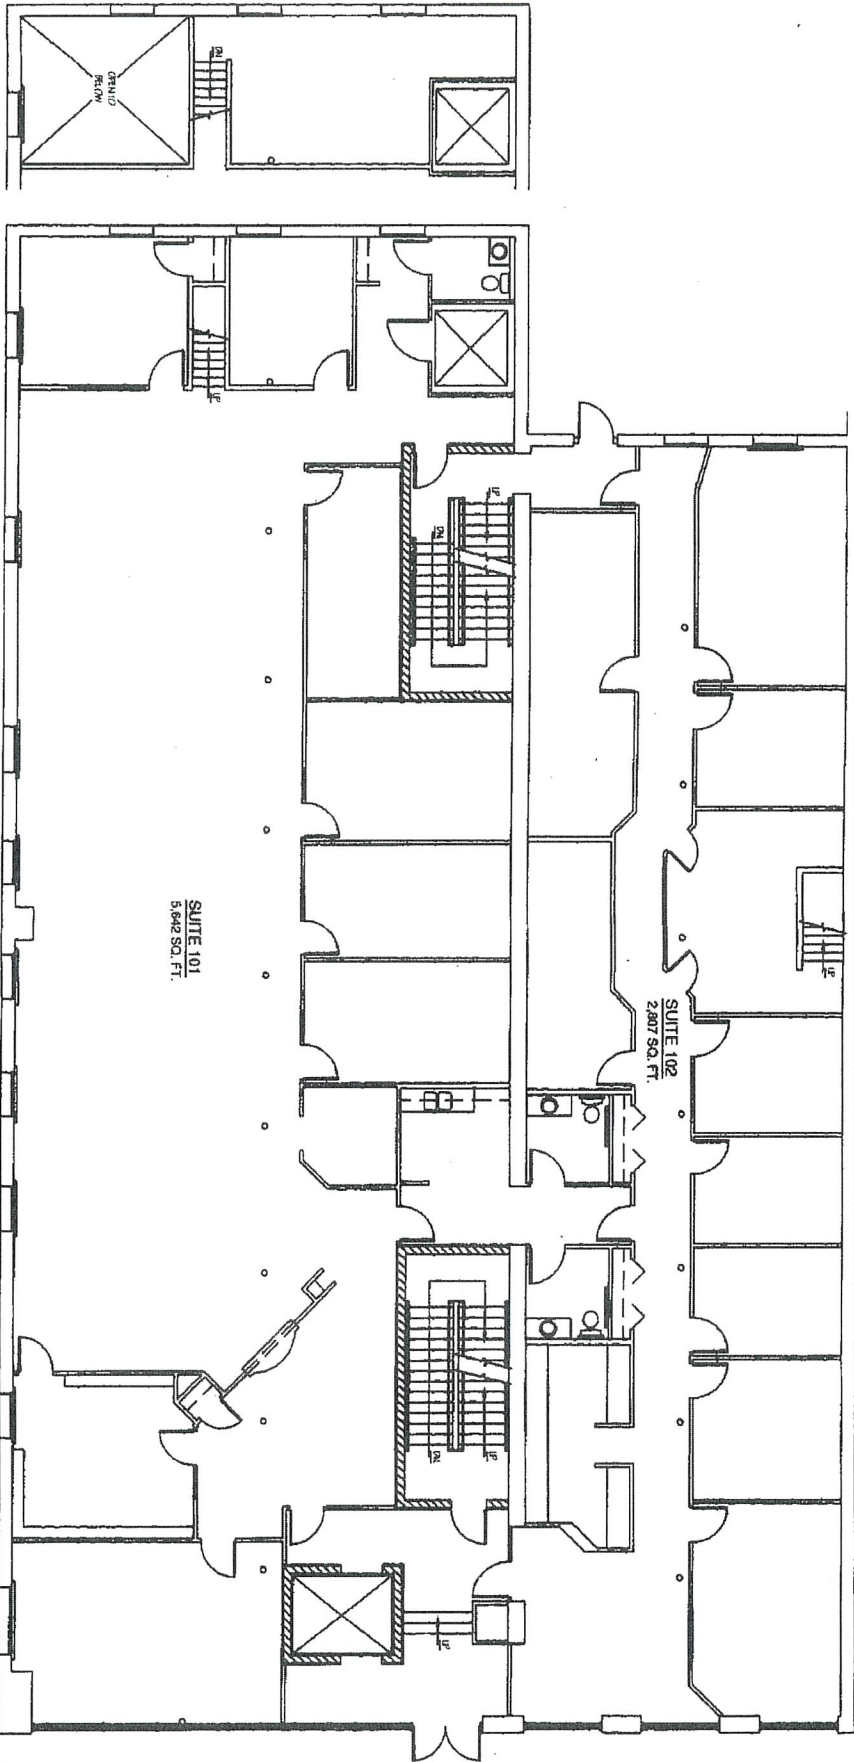 DN
OPEN TO
BELOW
UP
UP
DN
UP
SUITE 101
5,642 SQ. FT.
SUITE 102
2,807 SQ. FT.
DN
UP
UP